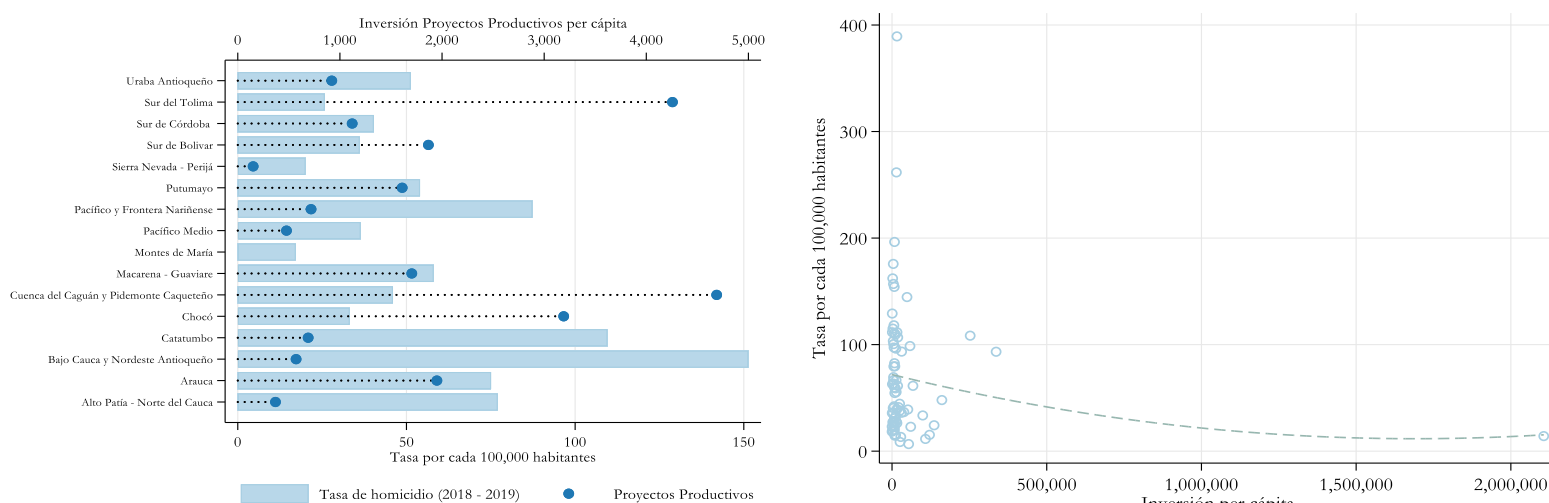 Inversión Proyectos Productivos per cápita
0 1,000 2,000 3,000 4,000 5,000
Uraba Antioqueño
Sur del Tolima
Sur de Córdoba
Sur de Bolivar
Sierra Nevada - Perijá
Putumayo
Pacífico y Frontera Nariñense
Pacífico Medio
Montes de María
Macarena - Guaviare
Cuenca del Caguán y Pidemonte Caqueteño
Chocó
Catatumbo
Bajo Cauca y Nordeste Antioqueño
Arauca
Alto Patía - Norte del Cauca
0 50 100 150
Tasa por cada 100,000 habitantes
Tasa de homicidio (2018 - 2019) Proyectos Productivos
Tasa por cada 100,000 habitantes
400
300
200
100
0
0 500,000 1,000,000 1,500,000 2,000,000
Inversión per cápita